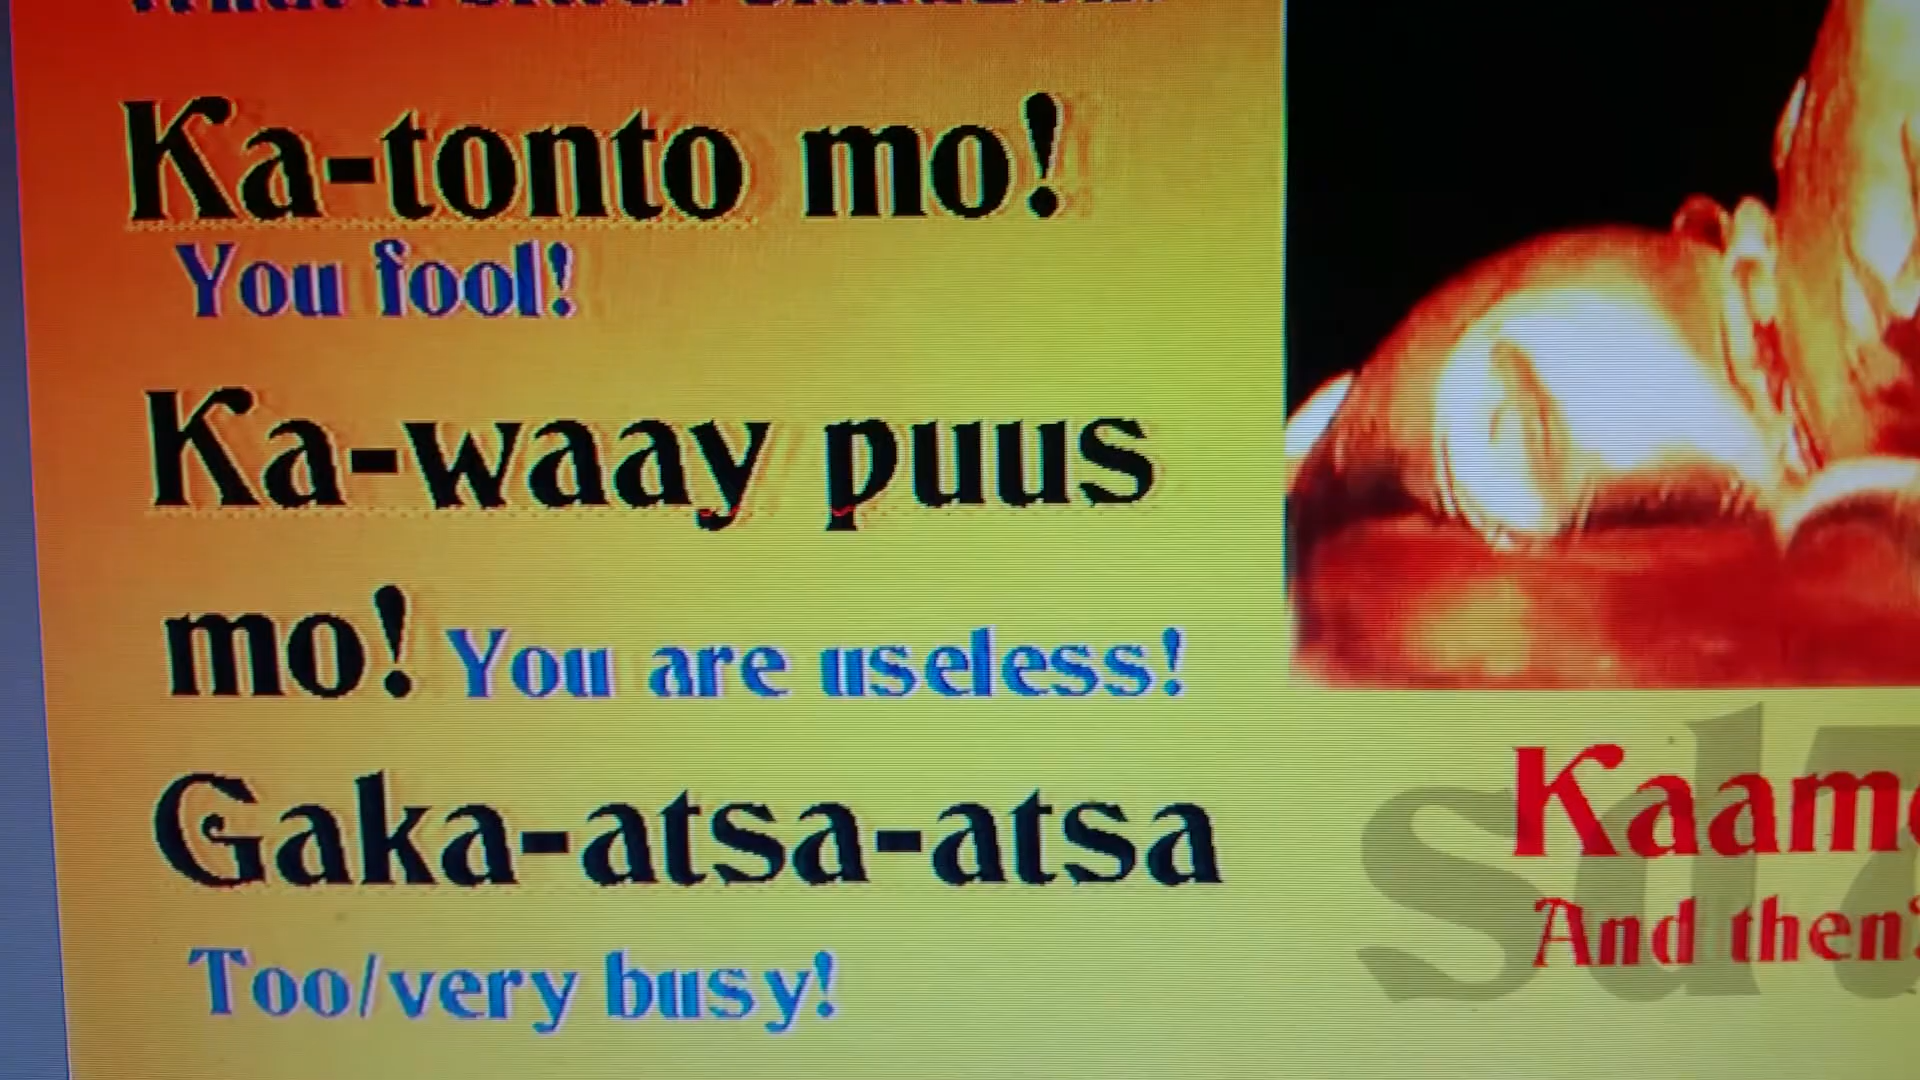 Ka-tonto mo!
You fool!
Ka-waay puus
mo! You are useless!
Gaka-atsa-atsa
Too/very busy!
And then?